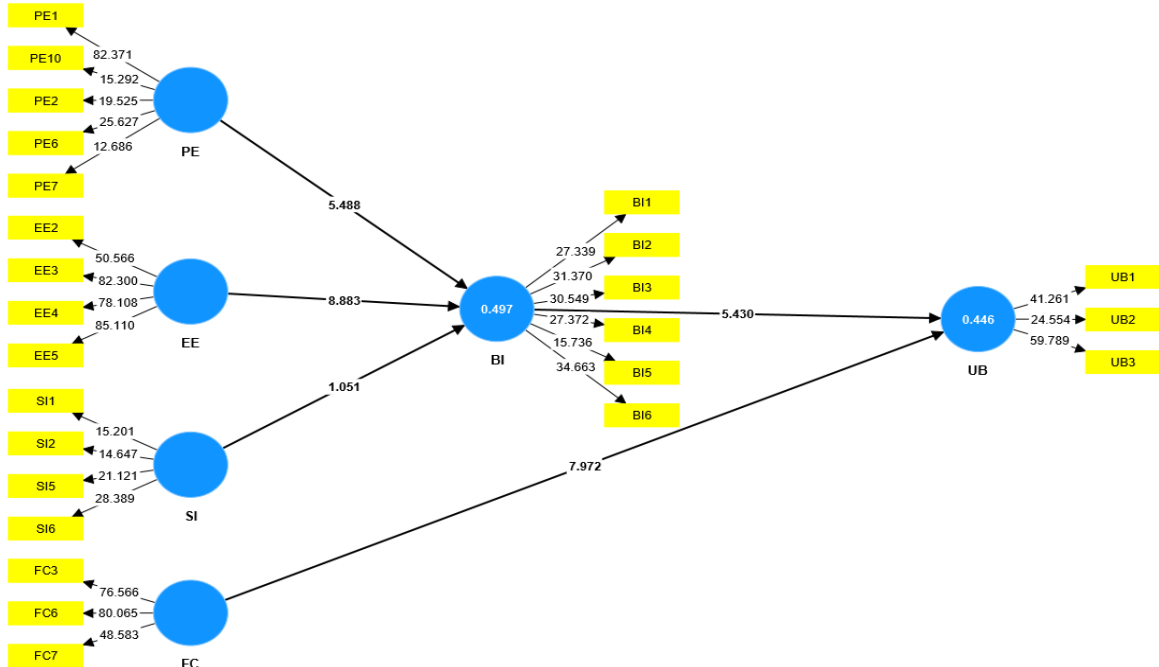 PE1
82.371
PE10
15.292
PE2
19.525
PE6
25.627
PE7
12.686
PE
5.488
EE2
50.566
EE3
82.300
EE4
78.108
EE5
85.110
EE
8.883
SI1
15.201
SI2
14.647
SI5
21.121
SI6
28.389
SI
1.051
FC3
76.566
FC6
80.065
FC7
48.583
FC
7.972
0.497
BI
BI1
27.339
BI2
31.370
BI3
30.549
BI4
27.372
BI5
15.736
BI6
34.663
5.430
0.446
UB
UB1
41.261
UB2
24.554
UB3
59.789